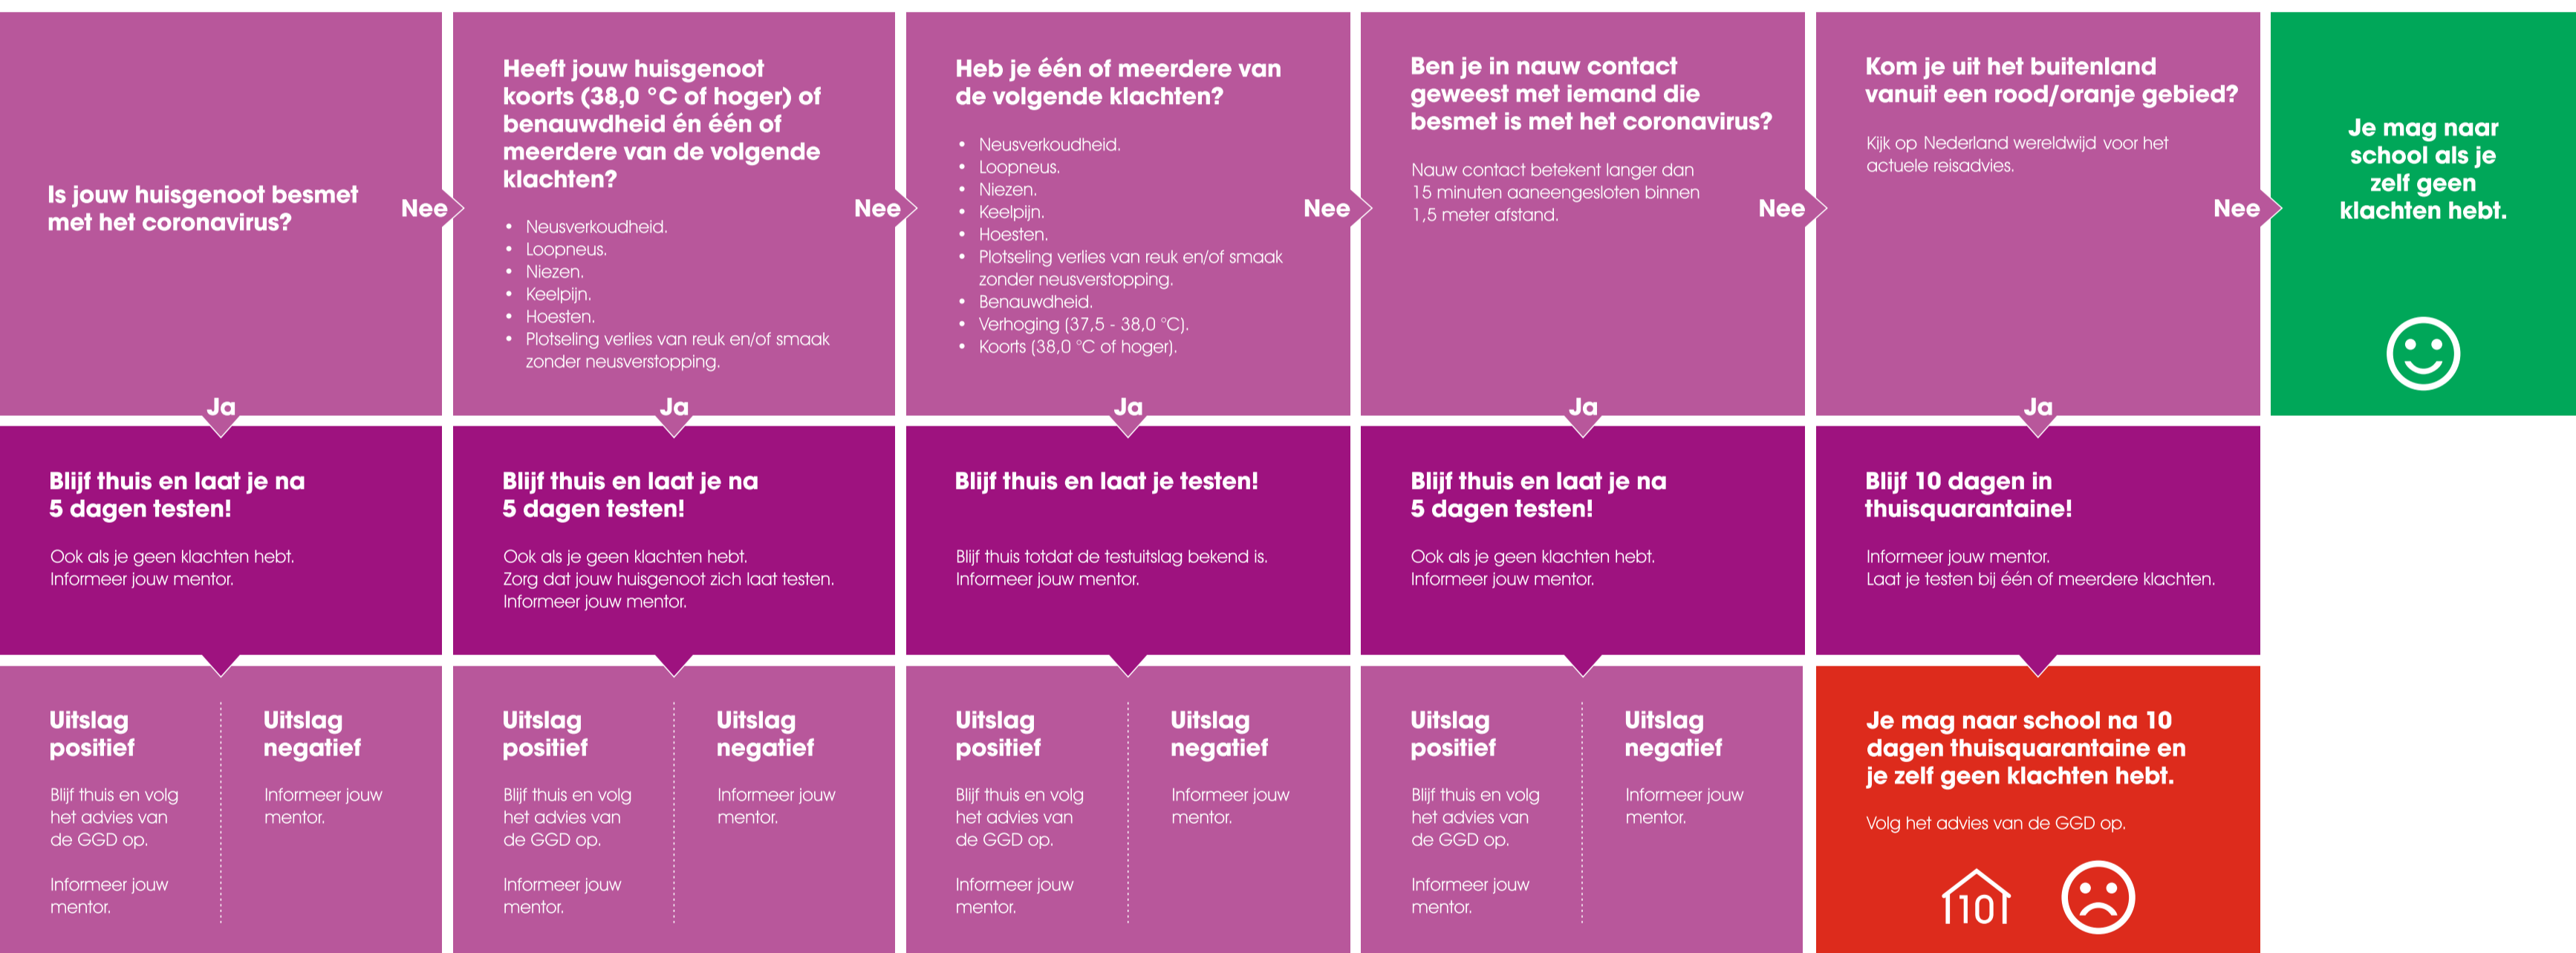 Is jouw huisgenoot besmet
met het coronavirus?
Nee
Ja
Heeft jouw huisgenoot
koorts (38,0 °C of hoger) of
benauwdheid én één of
meerdere van de volgende
klachten?
• Neusverkoudheid.
• Loopneus.
• Niezen.
• Keelpijn.
• Hoesten.
• Plotseling verlies van reuk en/of smaak
zonder neusverstopping.
Nee
Ja
Heb je één of meerdere van
de volgende klachten?
• Neusverkoudheid.
• Loopneus.
• Niezen.
• Keelpijn.
• Hoesten.
• Plotseling verlies van reuk en/of smaak
zonder neusverstopping.
• Benauwdheid.
• Verhoging (37,5 - 38,0 °C).
• Koorts (38,0 °C of hoger).
Nee
Ja
Ben je in nauw contact
geweest met iemand die
besmet is met het coronavirus?
Nauw contact betekent langer dan
15 minuten aaneengesloten binnen
1,5 meter afstand.
Nee
Ja
Kom je uit het buitenland
vanuit een rood/oranje gebied?
Kijk op Nederland wereldwijd voor het
actuele reisadvies.
Nee
Ja
Je mag naar
school als je
zelf geen
klachten hebt.
Blijf thuis en laat je na
5 dagen testen!
Ook als je geen klachten hebt.
Informeer jouw mentor.
Blijf thuis en laat je na
5 dagen testen!
Ook als je geen klachten hebt.
Zorg dat jouw huisgenoot zich laat testen.
Informeer jouw mentor.
Blijf thuis en laat je testen!
Blijf thuis totdat de testuitslag bekend is.
Informeer jouw mentor.
Blijf thuis en laat je na
5 dagen testen!
Ook als je geen klachten hebt.
Informeer jouw mentor.
Blijf 10 dagen in
thuisquarantaine!
Informeer jouw mentor.
Laat je testen bij één of meerdere klachten.
Uitslag
positief
Blijf thuis en volg
het advies van
de GGD op.
Informeer jouw
mentor.
Uitslag
negatief
Informeer jouw
mentor.
Uitslag
positief
Blijf thuis en volg
het advies van
de GGD op.
Informeer jouw
mentor.
Uitslag
negatief
Informeer jouw
mentor.
Uitslag
positief
Blijf thuis en volg
het advies van
de GGD op.
Informeer jouw
mentor.
Uitslag
negatief
Informeer jouw
mentor.
Uitslag
positief
Blijf thuis en volg
het advies van
de GGD op.
Informeer jouw
mentor.
Uitslag
negatief
Informeer jouw
mentor.
Je mag naar school na 10
dagen thuisquarantaine en
je zelf geen klachten hebt.
Volg het advies van de GGD op.
10